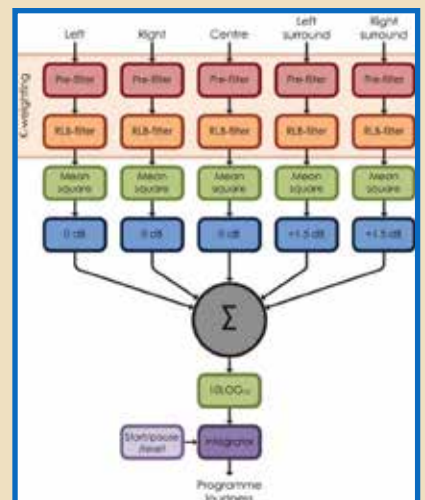 Left Right Centre Left surround Right surround
K-weighting
Pre-filter Pre-filter Pre-filter Pre-filter Pre-filter
RLB-filter RLB-filter RLB-filter RLB-filter RLB-filter
Mean square Mean square Mean square Mean square Mean square
0 dB 0 dB 0 dB +1.5 dB +1.5 dB
Σ
10LOG₁₀
Start/pause
/reset
Integrator
Programme
loudness